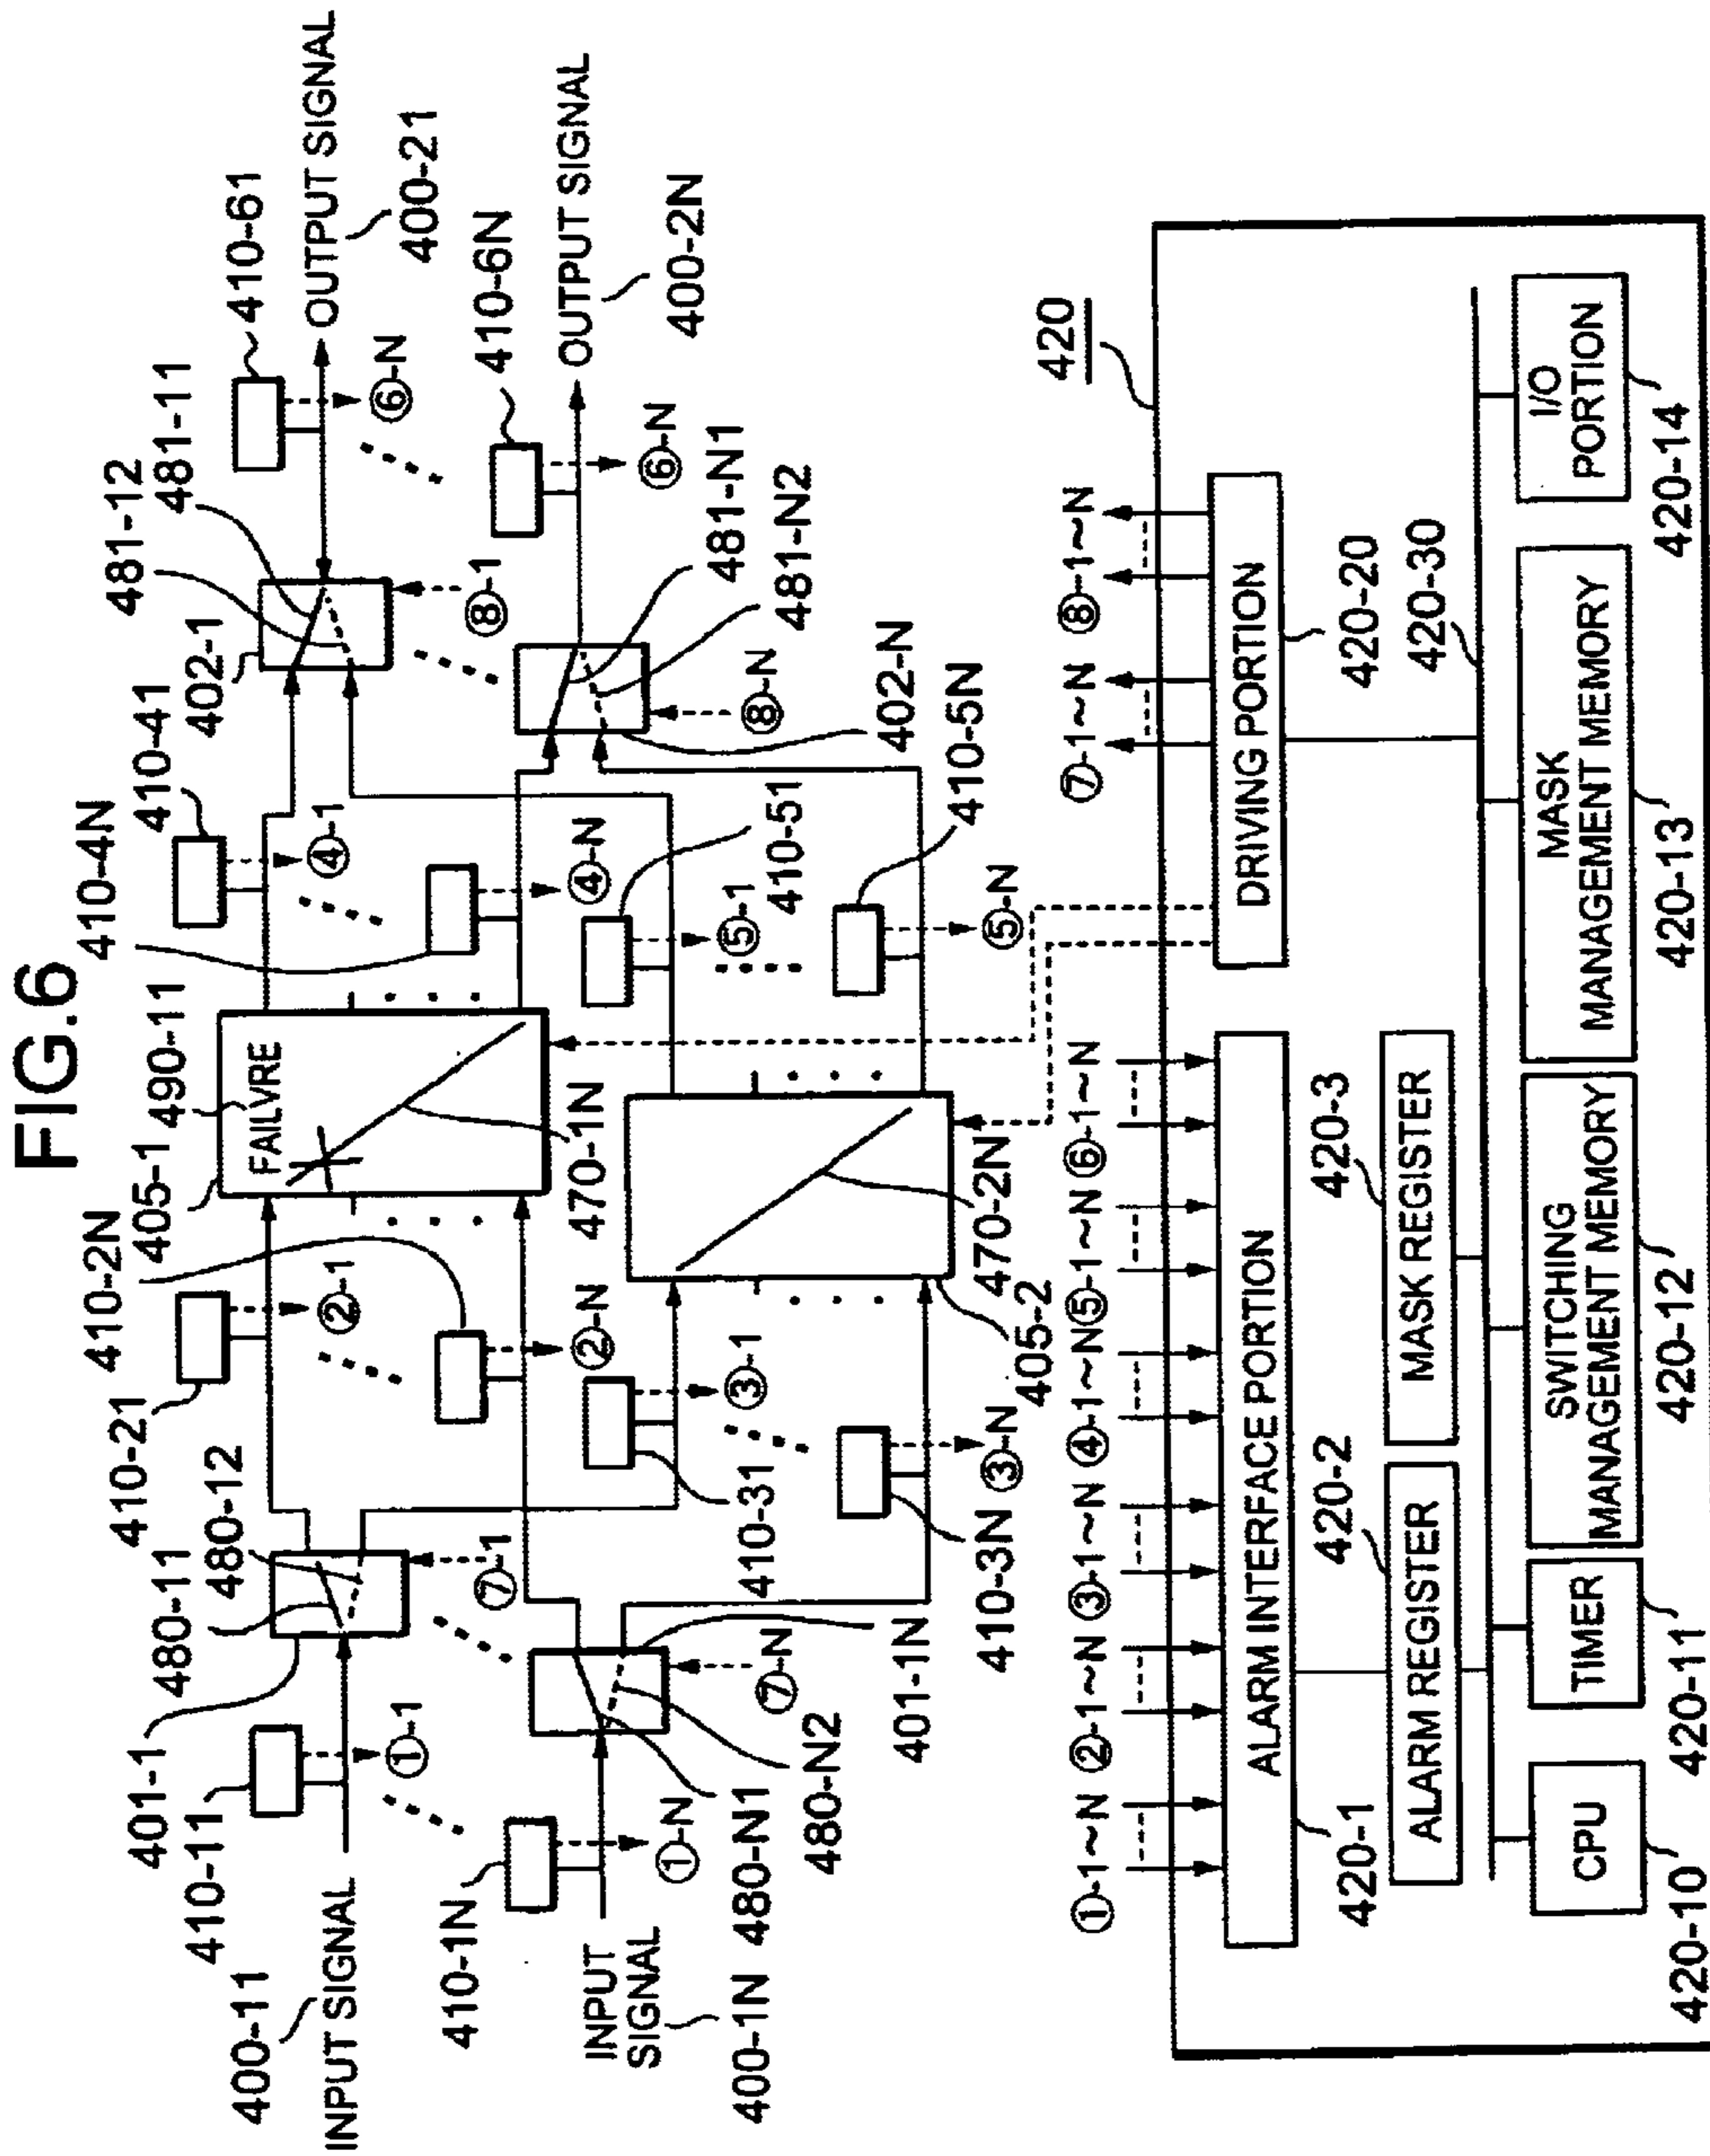 FIG.6
400-11
INPUT SIGNAL
410-11
①-1
401-1
480-11
480-12
⑦-1
410-21
②-1
410-2N
②-N
405-1
490-11
FAILVRE
470-1N
410-4N
410-41
④-1
④-N
402-1
481-12
481-11
⑧-1
410-61
⑥-N
OUTPUT SIGNAL
400-21
410-1N
①-N
INPUT
SIGNAL
400-1N
480-N1
480-N2
⑦-N
401-1N
410-31
③-1
410-3N
③-N
405-2
470-2N
410-51
⑤-1
410-5N
⑤-N
402-N
⑧-N
481-N1
481-N2
410-6N
⑥-N
OUTPUT SIGNAL
400-2N
420
①-1~N ②-1~N ③-1~N ④-1~N ⑤-1~N ⑥-1~N
⑦-1~N ⑧-1~N
ALARM INTERFACE PORTION
DRIVING PORTION
420-1
420-2
420-3
420-20
ALARM REGISTER
MASK REGISTER
420-30
CPU
TIMER
SWITCHING
MANAGEMENT MEMORY
MASK
MANAGEMENT MEMORY
I/O
PORTION
420-10
420-11
420-12
420-13
420-14